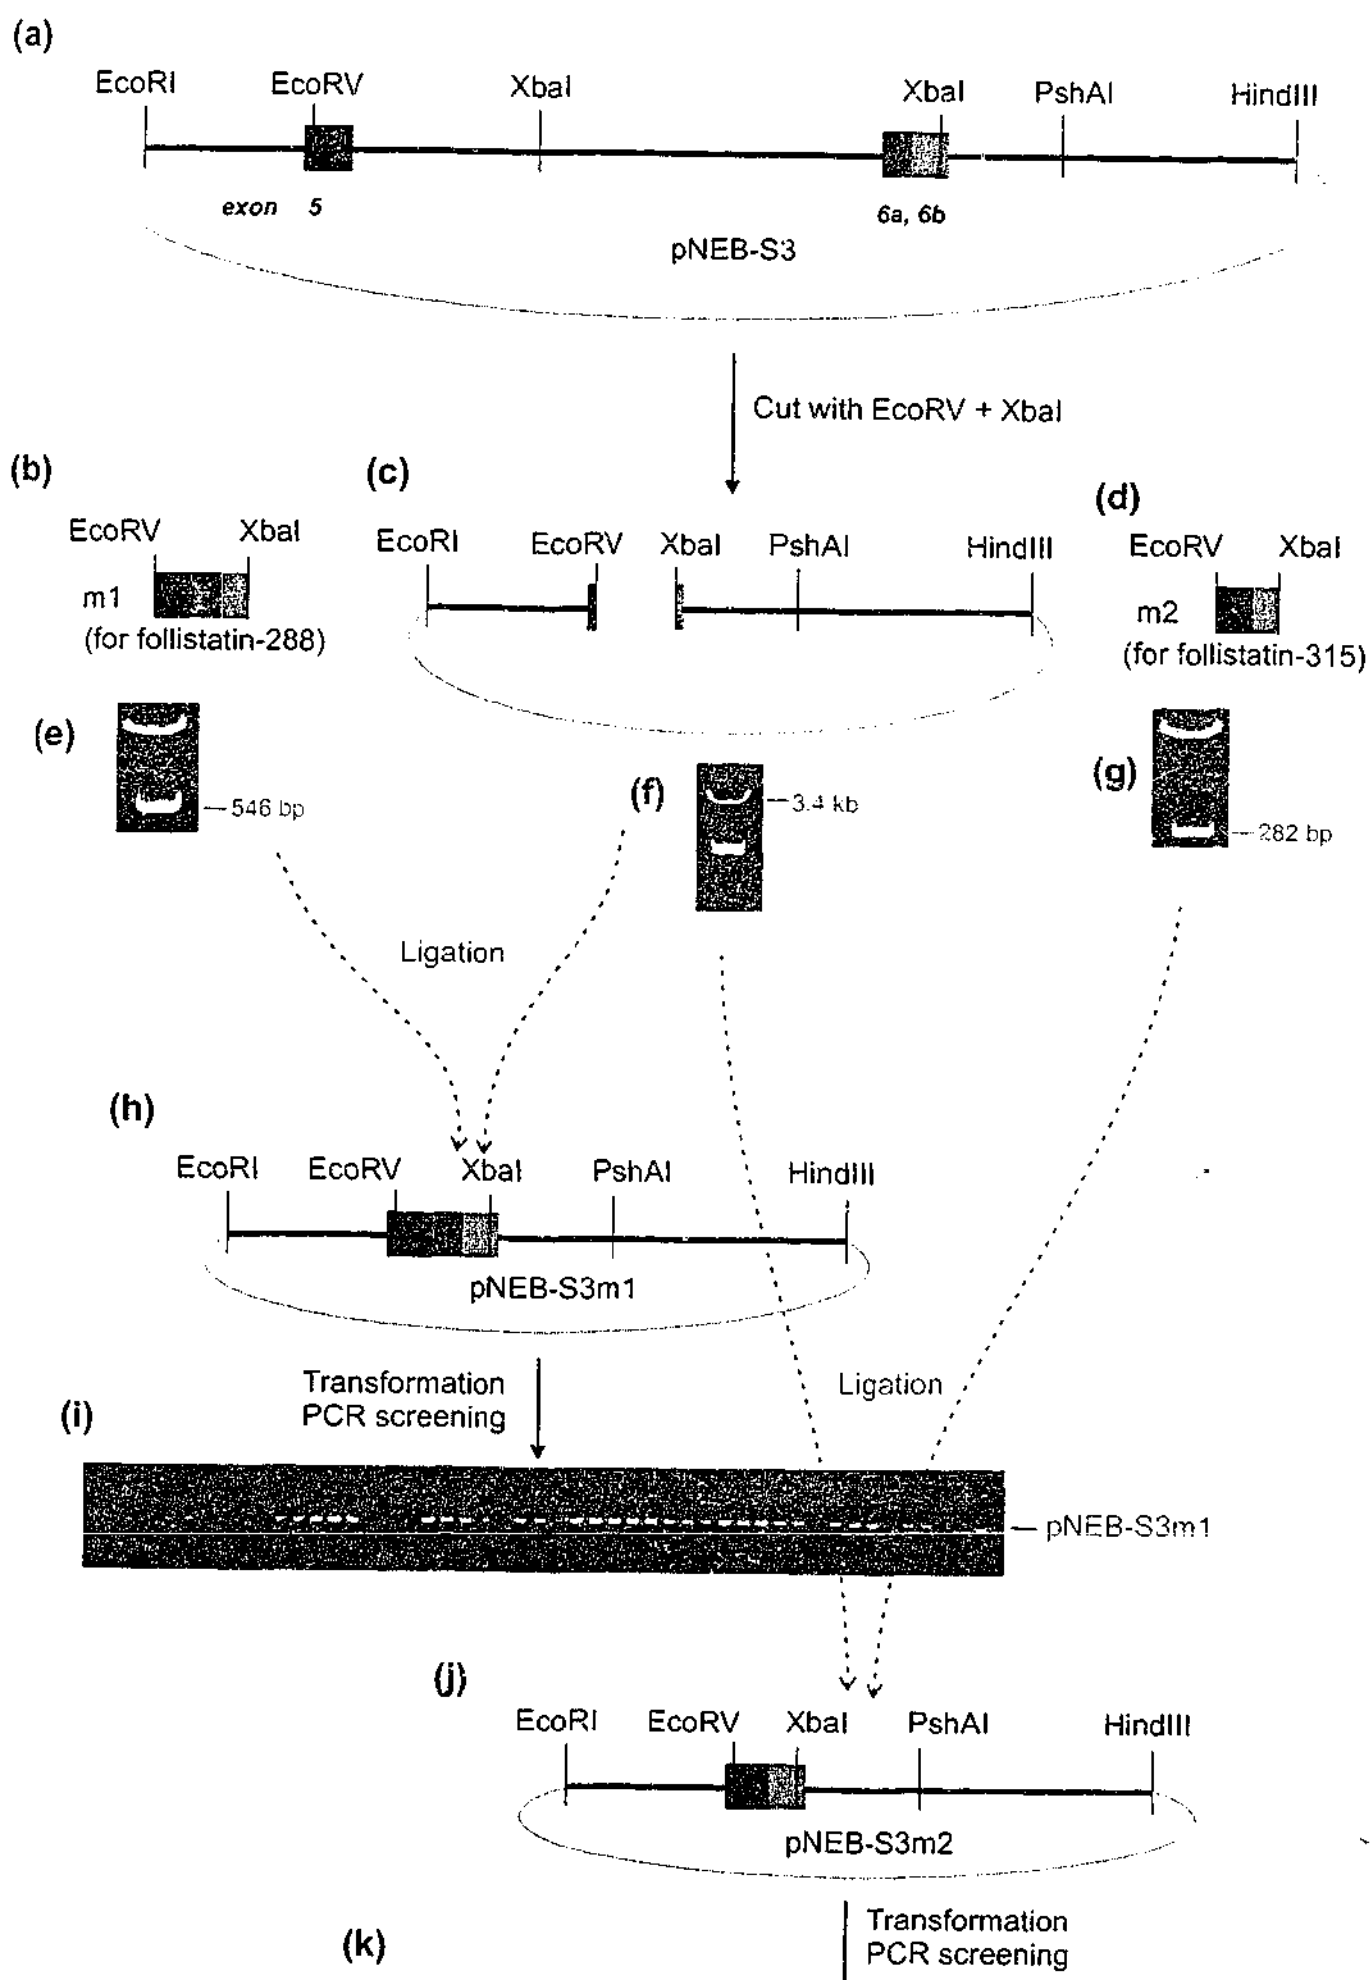 (a)
EcoRI EcoRV XbaI XbaI PshAI HindIII
exon 5 6a, 6b
pNEB-S3
Cut with EcoRV + XbaI
(b) (c) (d)
EcoRV XbaI
EcoRI EcoRV XbaI PshAI HindIII
EcoRV XbaI
m1
(for follistatin-288)
m2
(for follistatin-315)
(e)
546 bp
(f)
3.4 kb
(g)
282 bp
Ligation
(h)
EcoRI EcoRV XbaI PshAI HindIII
pNEB-S3m1
Transformation
PCR screening
Ligation
(i)
pNEB-S3m1
(j)
EcoRI EcoRV XbaI PshAI HindIII
pNEB-S3m2
(k)
Transformation
PCR screening